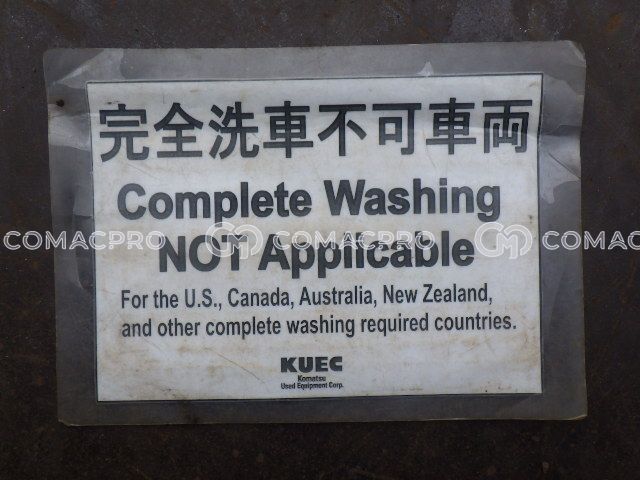 完全洗車不可車両
Complete Washing
NOT Applicable
COMACPRO COMACPRO COMACPRO
For the U.S., Canada, Australia, New Zealand,
and other complete washing required countries.
KUEC
Komatsu
Used Equipment Corp.